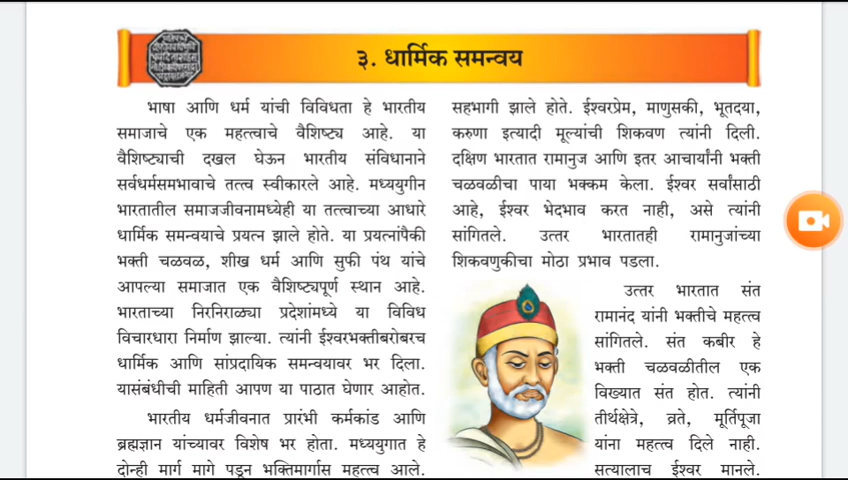 ३. धार्मिक समन्वय
भाषा आणि धर्म यांची विविधता हे भारतीय
समाजाचे एक महत्त्वाचे वैशिष्ट्य आहे. या
वैशिष्ट्याची दखल घेऊन भारतीय संविधानाने
सर्वधर्मसमभावाचे तत्त्व स्वीकारले आहे. मध्ययुगीन
भारतातील समाजजीवनामध्येही या तत्त्वाच्या आधारे
धार्मिक समन्वयाचे प्रयत्न झाले होते. या प्रयत्नांपैकी
भक्ती चळवळ, शीख धर्म आणि सुफी पंथ यांचे
आपल्या समाजात एक वैशिष्ट्यपूर्ण स्थान आहे.
भारताच्या निरनिराळ्या प्रदेशांमध्ये या विविध
विचारधारा निर्माण झाल्या. त्यांनी ईश्वरभक्तीबरोबरच
धार्मिक आणि सांप्रदायिक समन्वयावर भर दिला.
यासंबंधीची माहिती आपण या पाठात घेणार आहोत.
भारतीय धर्मजीवनात प्रारंभी कर्मकांड आणि
ब्रह्मज्ञान यांच्यावर विशेष भर होता. मध्ययुगात हे
दोन्ही मार्ग मागे पडून भक्तिमार्गास महत्त्व आले.
सहभागी झाले होते. ईश्वरप्रेम, माणुसकी, भूतदया,
करुणा इत्यादी मूल्यांची शिकवण त्यांनी दिली.
दक्षिण भारतात रामानुज आणि इतर आचार्यांनी भक्ती
चळवळीचा पाया भक्कम केला. ईश्वर सर्वांसाठी
आहे, ईश्वर भेदभाव करत नाही, असे त्यांनी
सांगितले. उत्तर भारतातही रामानुजांच्या
शिकवणुकीचा मोठा प्रभाव पडला.
उत्तर भारतात संत
रामानंद यांनी भक्तीचे महत्त्व
सांगितले. संत कबीर हे
भक्ती चळवळीतील एक
विख्यात संत होत. त्यांनी
तीर्थक्षेत्रे, व्रते, मूर्तिपूजा
यांना महत्त्व दिले नाही.
सत्यालाच ईश्वर मानले.